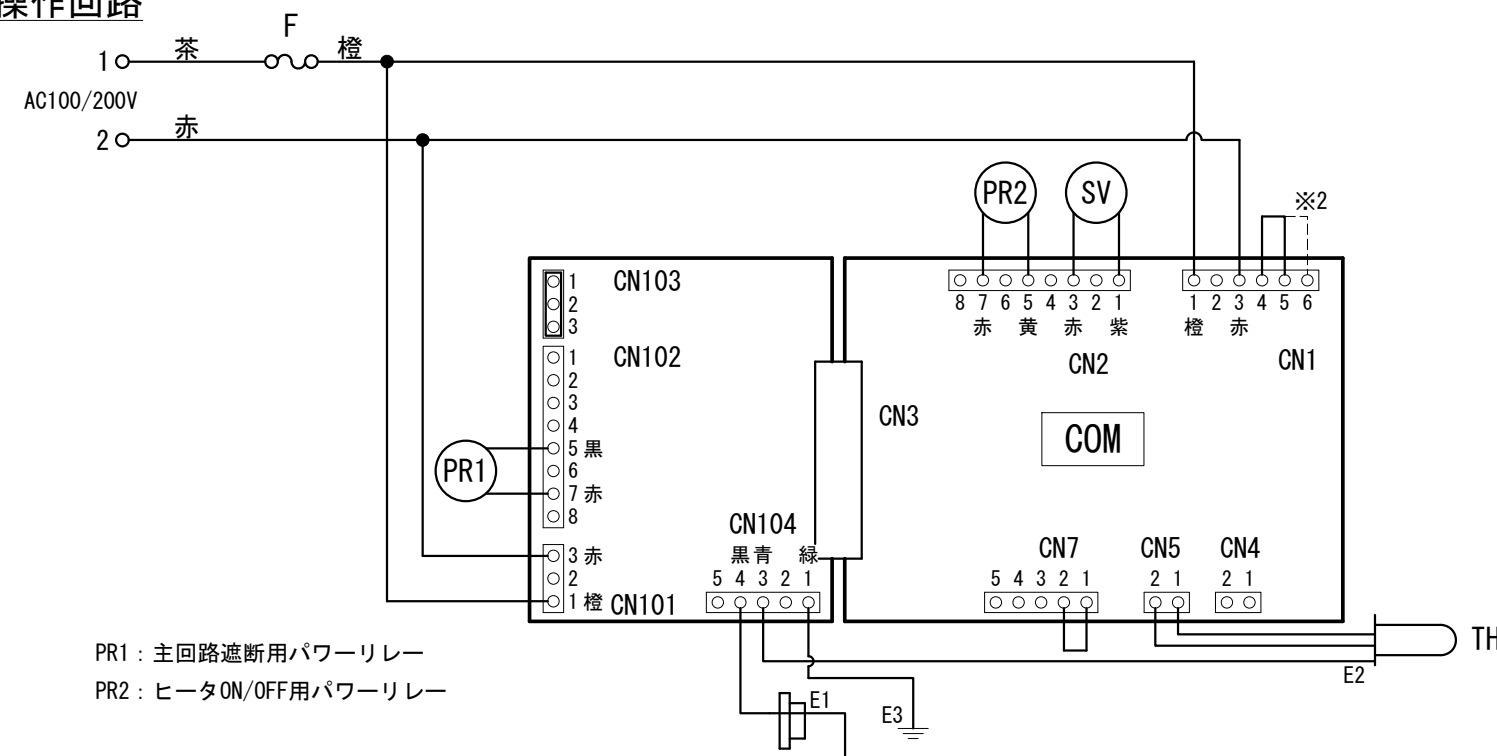 操作回路
F
1 茶 橙
AC100/200V
2 赤
PR2 SV ※2
8 7 6 5 4 3 2 1
赤 黄 赤 紫
CN2
1 2 3 4 5 6
橙 赤
CN1
1 CN103
2
3
1 CN102
2
3
4
5 黒
6
7 赤
8
PR1
CN3
COM
3 赤
2
1 橙 CN101
CN104
黒 青 緑
5 4 3 2 1
CN7
5 4 3 2 1
CN5
2 1
CN4
2 1
TH
E2
E1
E3
PR1：主回路遮断用パワーリレー
PR2：ヒータON/OFF用パワーリレー